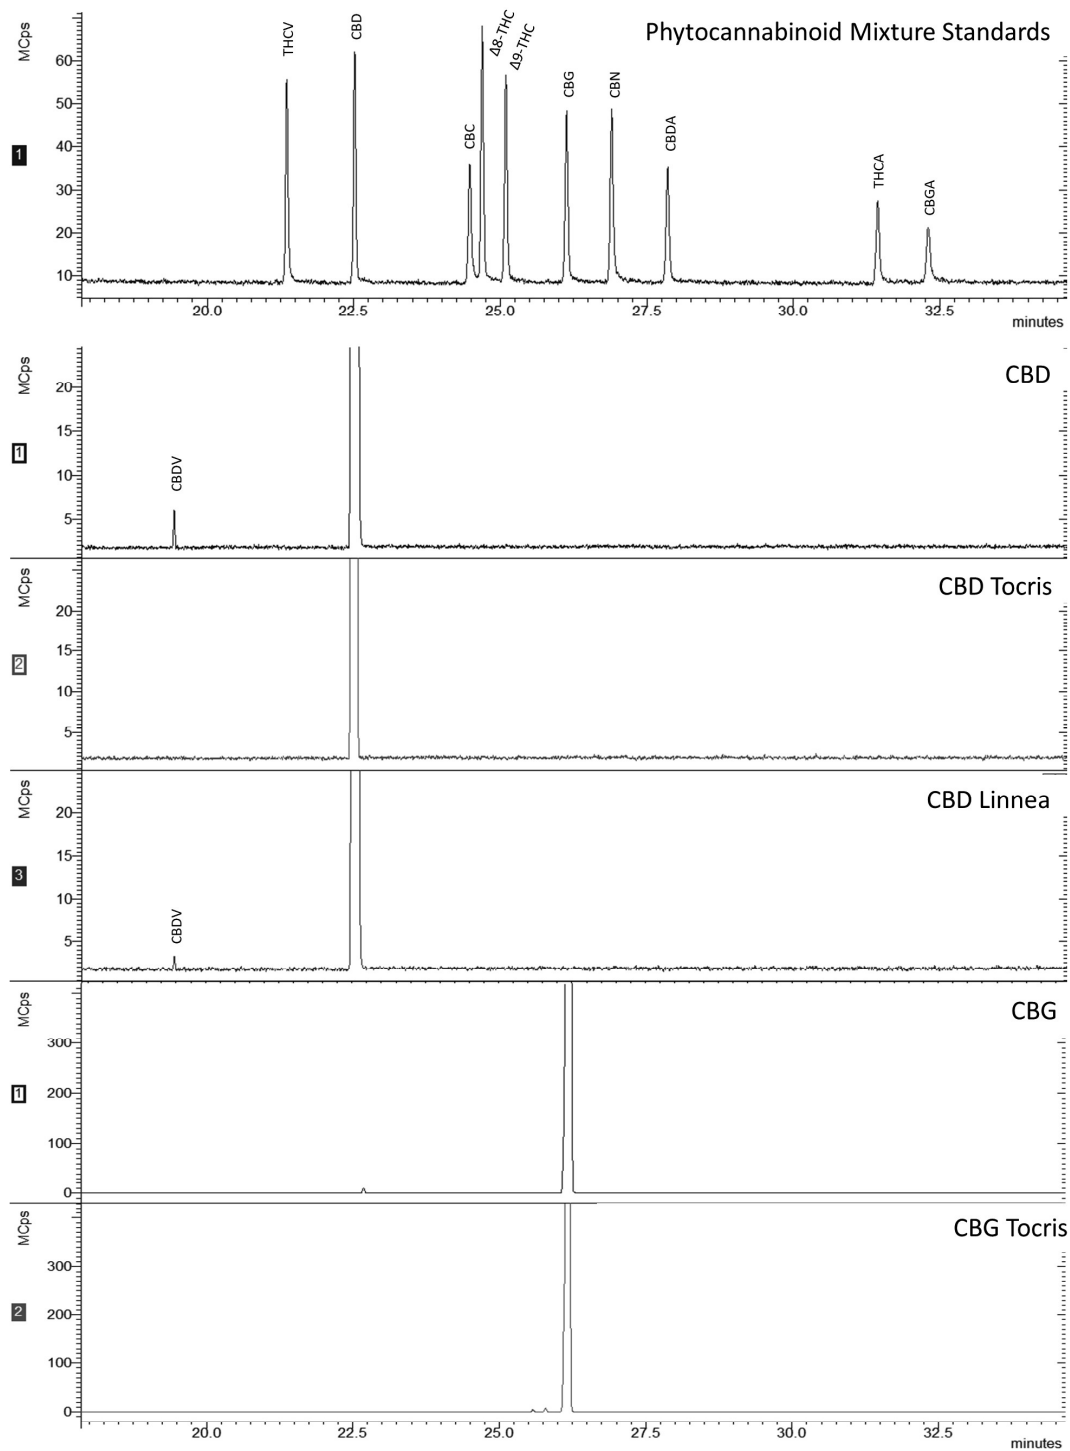 Phytocannabinoid Mixture Standards
MCps
THCV
CBD
CBC
Δ8-THC
Δ9-THC
CBG
CBN
CBDA
THCA
CBGA
60
50
40
30
20
10
1
20.0 22.5 25.0 27.5 30.0 32.5
minutes
CBD
MCps
20
15
10
5
1
CBDV
CBD Tocris
MCps
20
15
10
5
2
CBD Linnea
MCps
20
15
10
5
3
CBDV
CBG
MCps
300
200
100
0
1
CBG Tocris
MCps
300
200
100
0
2
20.0 22.5 25.0 27.5 30.0 32.5
minutes